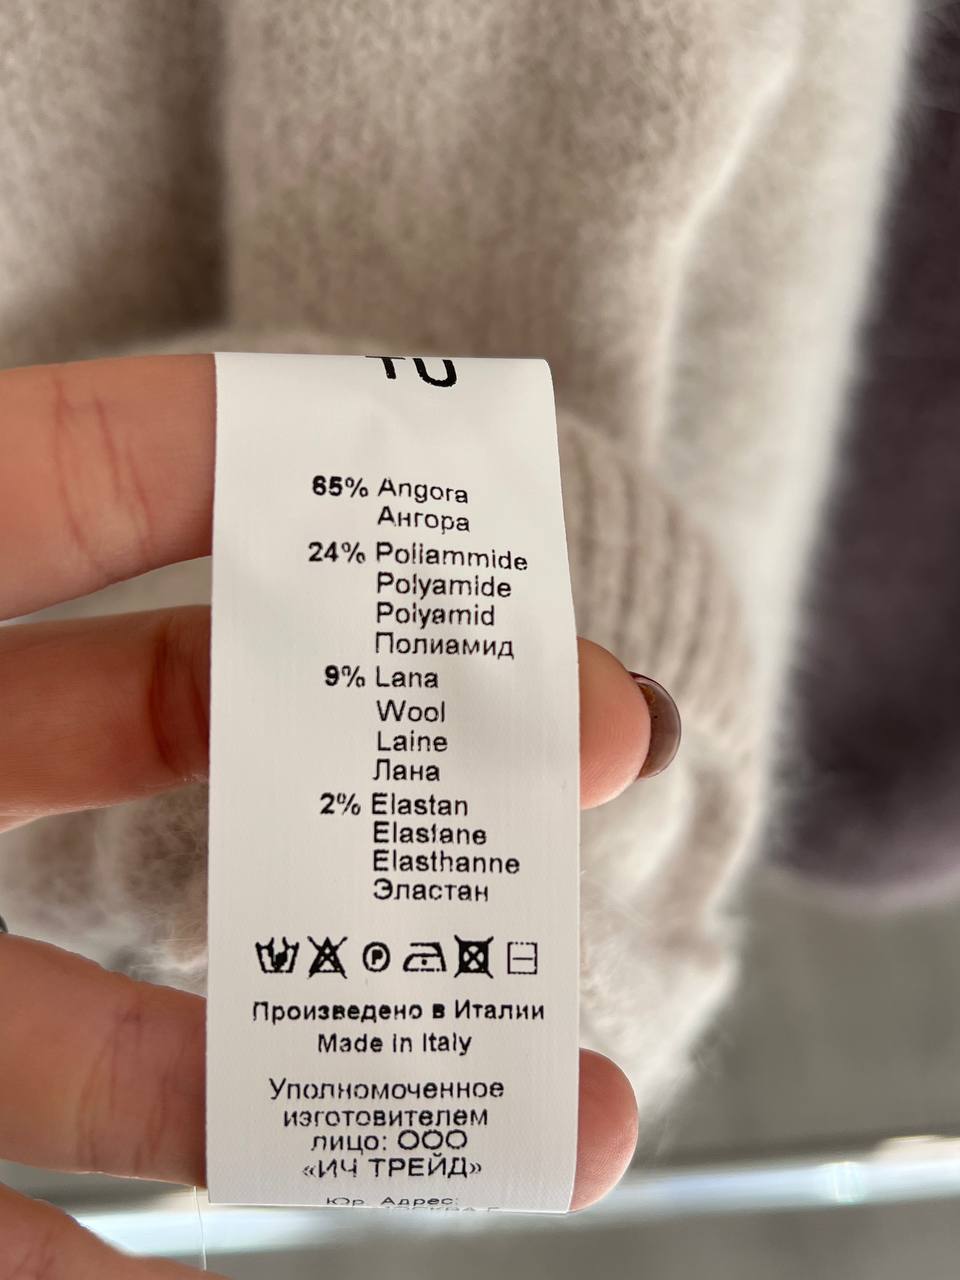 TU
65% Angora
Ангора
24% Poliammide
Polyamide
Polyamid
Полиамид
9% Lana
Wool
Laine
Лана
2% Elastan
Elastane
Elasthanne
Эластан
P
Произведено в Италии
Made in Italy
Уполномоченное
изготовителем
лицо: ООО
«ИЧ ТРЕЙД»
Юр. Адрес: